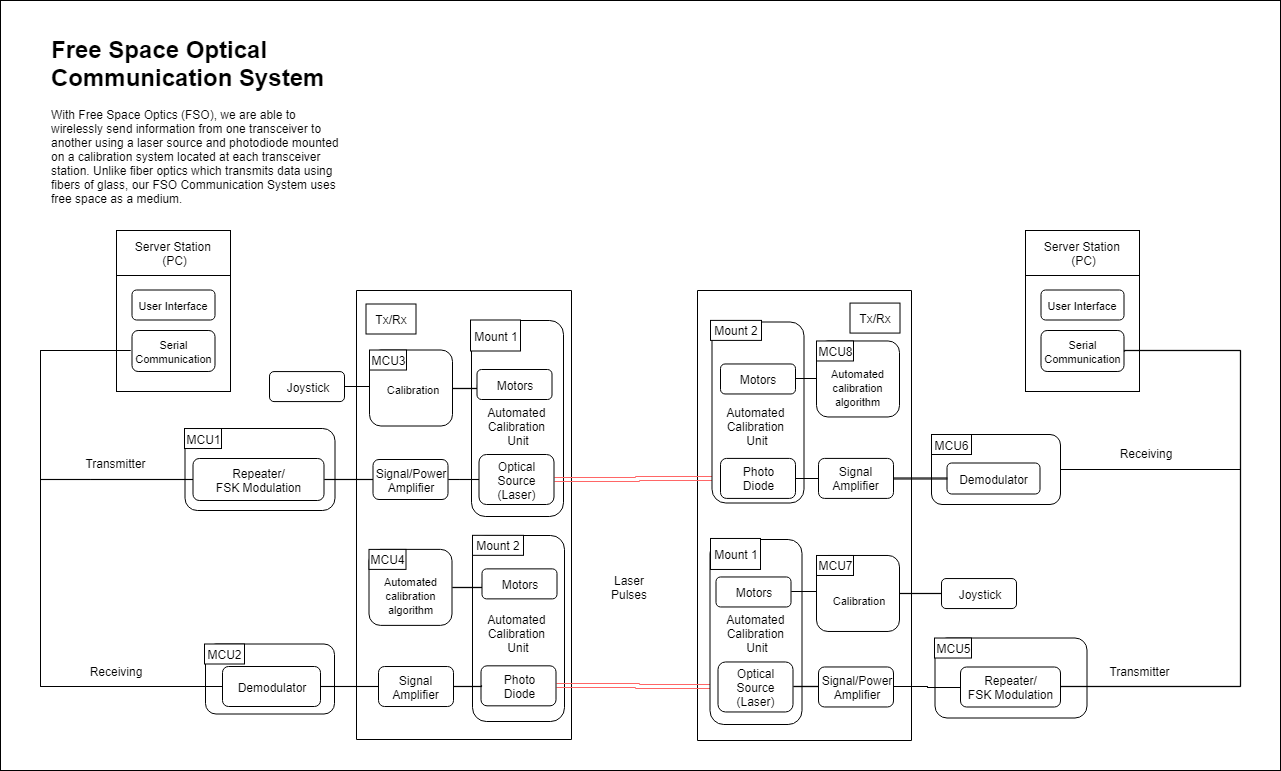 Free Space Optical
Communication System
With Free Space Optics (FSO), we are able to
wirelessly send information from one transceiver to
another using a laser source and photodiode mounted
on a calibration system located at each transceiver
station. Unlike fiber optics which transmits data using
fibers of glass, our FSO Communication System uses
free space as a medium.
Server Station
(PC)
User Interface
Serial
Communication
Transmitter
Receiving
MCU1
Repeater/
FSK Modulation
MCU2
Demodulator
Joystick
Tx/Rx
MCU3
Calibration
Mount 1
Motors
Automated
Calibration
Unit
Signal/Power
Amplifier
Optical
Source
(Laser)
MCU4
Automated
calibration
algorithm
Mount 2
Motors
Automated
Calibration
Unit
Signal
Amplifier
Photo
Diode
Laser
Pulses
Tx/Rx
Mount 2
Motors
Automated
Calibration
Unit
Photo
Diode
MCU8
Automated
calibration
algorithm
Signal
Amplifier
Mount 1
Motors
Automated
Calibration
Unit
Optical
Source
(Laser)
MCU7
Calibration
Signal/Power
Amplifier
Server Station
(PC)
User Interface
Serial
Communication
MCU6
Demodulator
Receiving
Joystick
MCU5
Repeater/
FSK Modulation
Transmitter